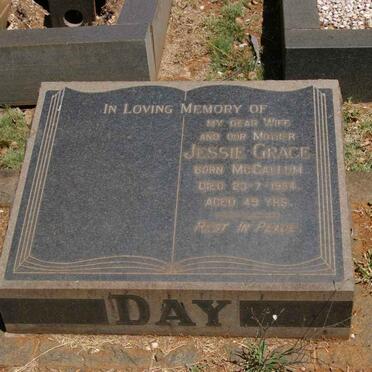 IN LOVING MEMORY OF
MY DEAR WIFE
AND OUR MOTHER
JESSIE GRACE
BORN McCALLUM
DIED 23-7-1954.
AGED 49 YRS.
REST IN PEACE
DAY